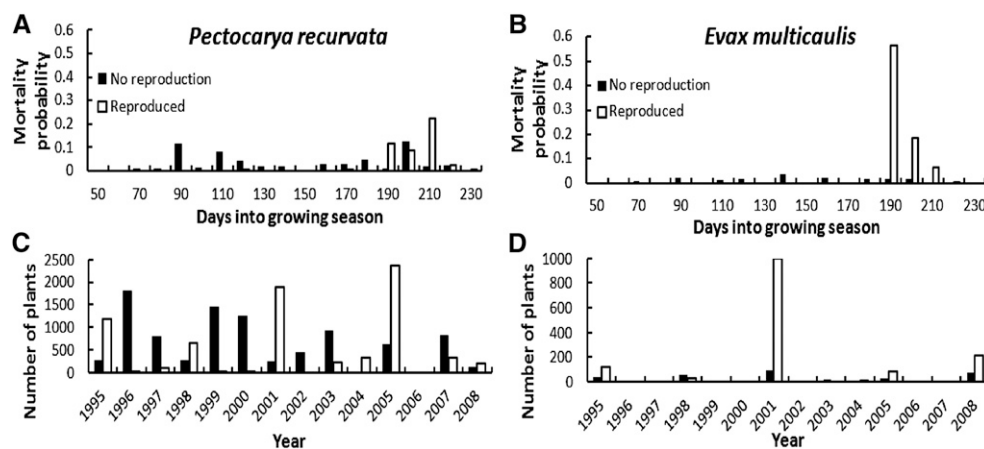 A
Pectocarya recurvata
Mortality
probability
0.6
0.5
0.4
0.3
0.2
0.1
0
No reproduction
Reproduced
50 70 90 110 130 140 160 170 190 210 230
Days into growing season
B
Evax multicaulis
Mortality
probability
0.6
0.5
0.4
0.3
0.2
0.1
0
No reproduction
Reproduced
50 70 90 110 130 150 170 190 210 230
Days into growing season
C
Number of plants
2500
2000
1500
1000
500
0
1995 1996 1997 1998 1999 2000 2001 2002 2003 2004 2005 2006 2007 2008
Year
D
Number of plants
1000
800
600
400
200
0
1995 1996 1997 1998 1999 2000 2001 2002 2003 2004 2005 2006 2007 2008
Year